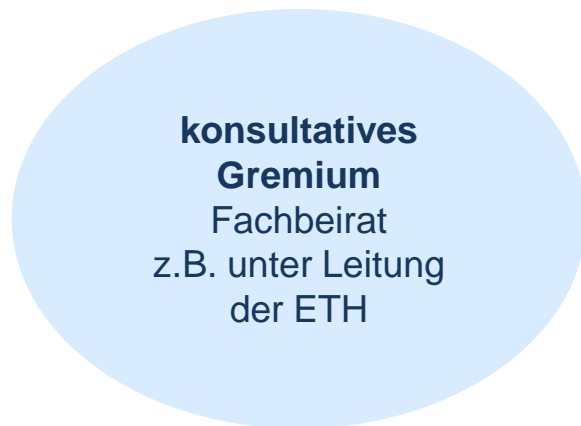 konsultatives
Gremium
Fachbeirat
z.B. unter Leitung
der ETH